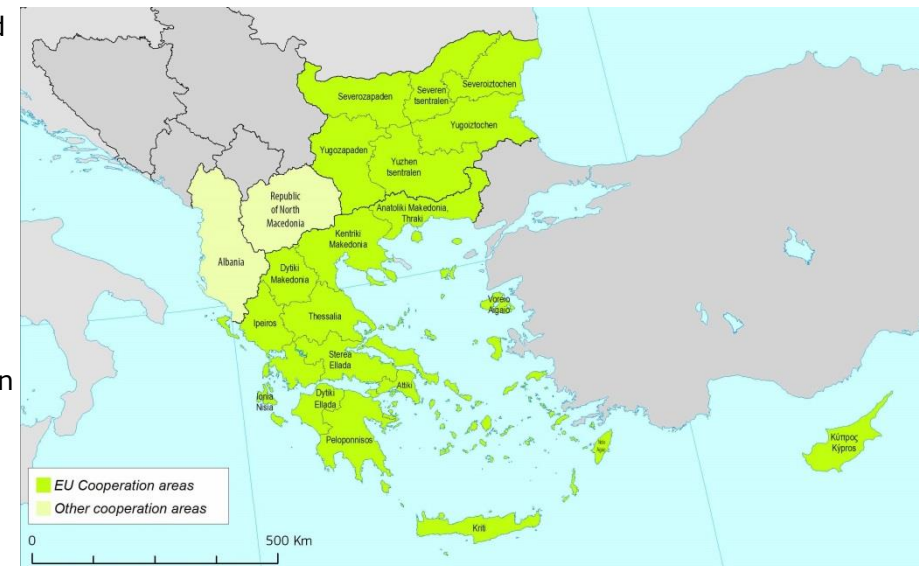 d
n
Severozapaden
Severen
tsentralen
Severoiztochen
Yugoiztochen
Yugozapaden
Yuzhen
tsentralen
Republic
of North
Macedonia
Anatoliki Makedonia,
Thraki
Kentriki
Makedonia
Albania
Dytiki
Makedonia
Voreio
Aigaio
Ipeiros
Thessalia
Sterea
Ellada
Ionia
Nisia
Dytiki
Ellada
Attiki
Peloponnisos
Κύπρος
Kýpros
Kriti
EU Cooperation areas
Other cooperation areas
0
500 Km